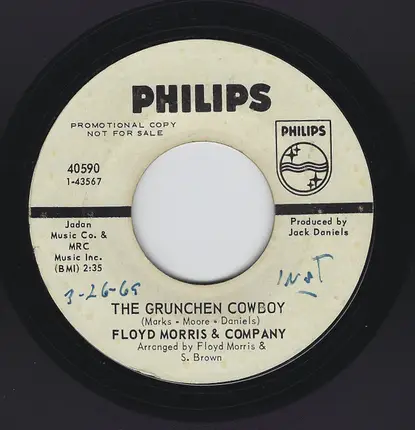 PHILIPS
PROMOTIONAL COPY
NOT FOR SALE
PHILIPS
40590
1-43567
Jadan
Music Co. &
MRC
Music Inc.
(BMI) 2:35
Produced by
Jack Daniels
3-26-69
INST
THE GRUNCHEN COWBOY
(Marks - Moore - Daniels)
FLOYD MORRIS & COMPANY
Arranged by Floyd Morris &
S. Brown